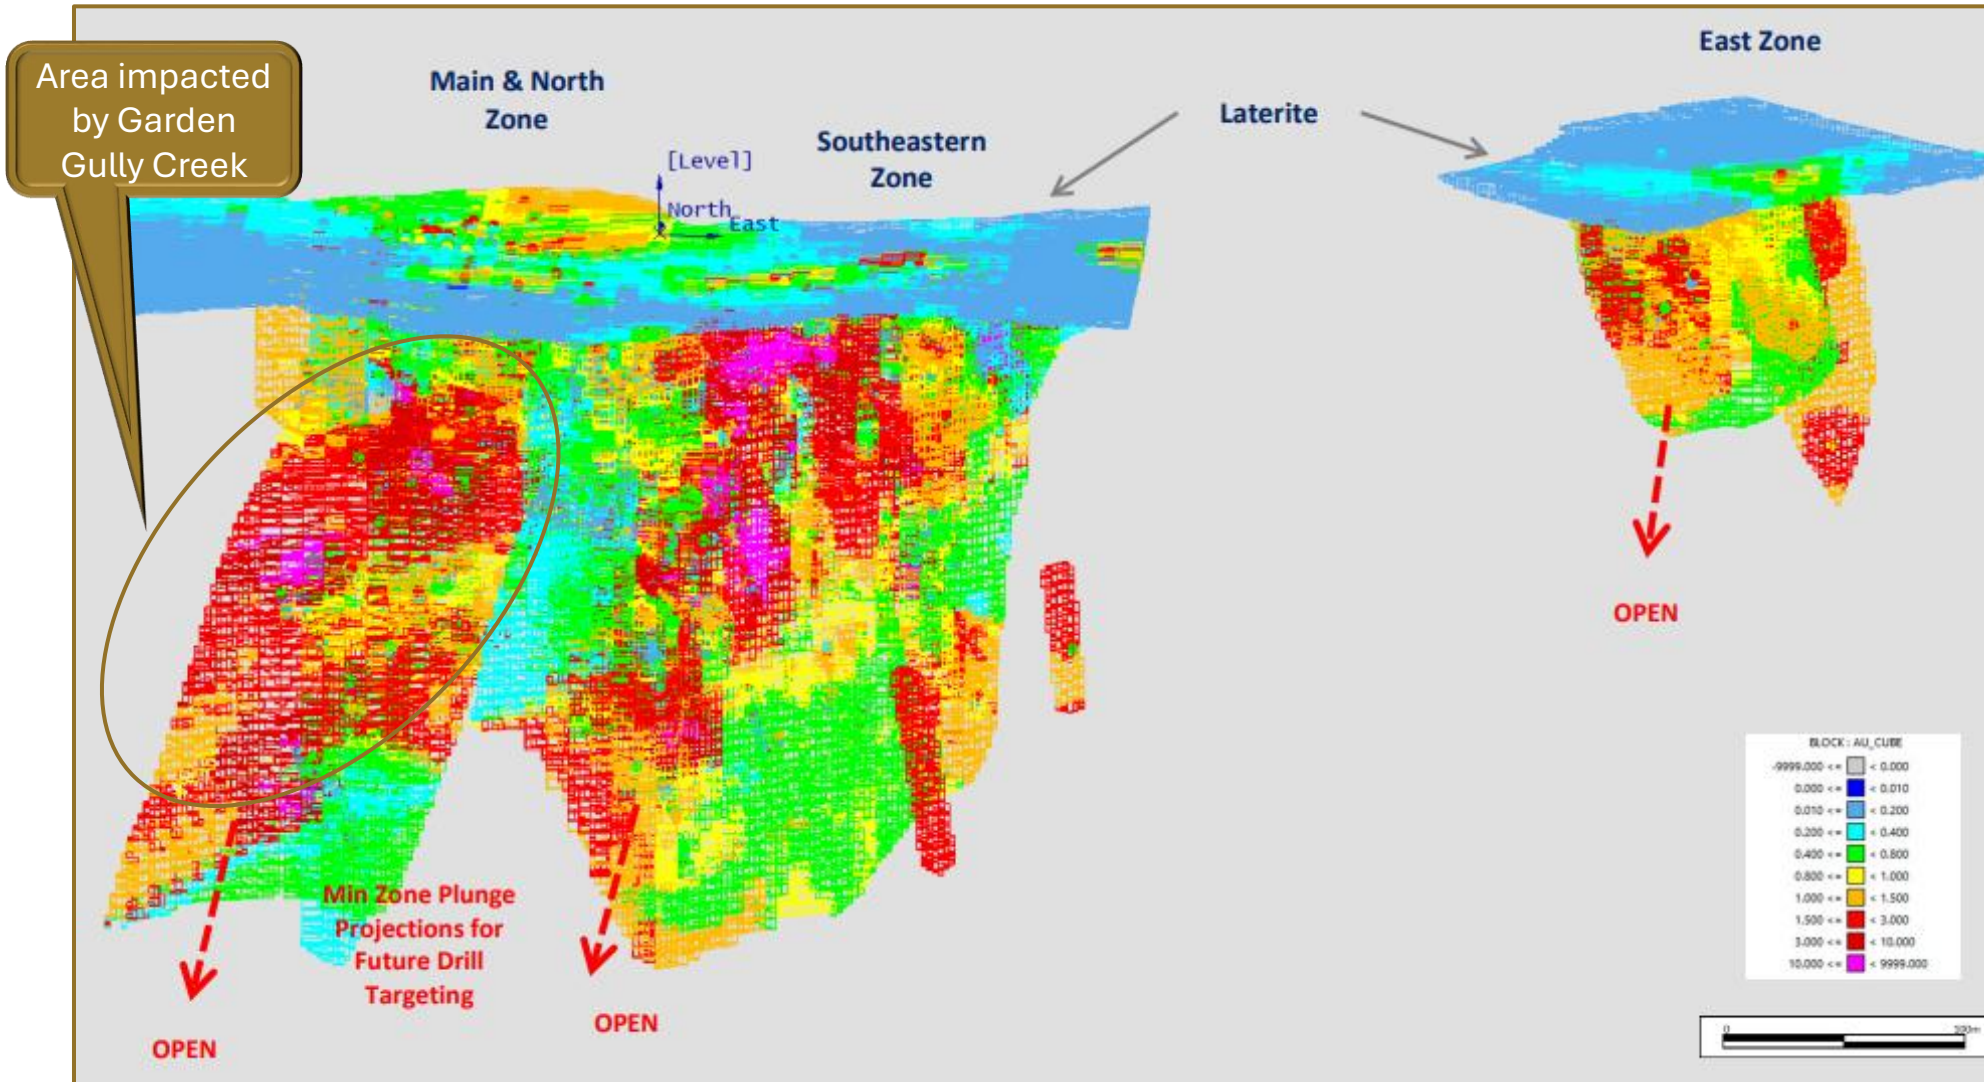 Area impacted
by Garden
Gully Creek
Main & North
Zone
Southeastern
Zone
Laterite
East Zone
[Level]
North
East
OPEN
Min Zone Plunge
Projections for
Future Drill
Targeting
OPEN
OPEN
BLOCK : AU_CUBE
-9999.000 <= < 0.000
0.000 <= < 0.010
0.010 <= < 0.200
0.200 <= < 0.400
0.400 <= < 0.800
0.800 <= < 1.000
1.000 <= < 1.500
1.500 <= < 3.000
3.000 <= < 10.000
10.000 <= < 9999.000
0